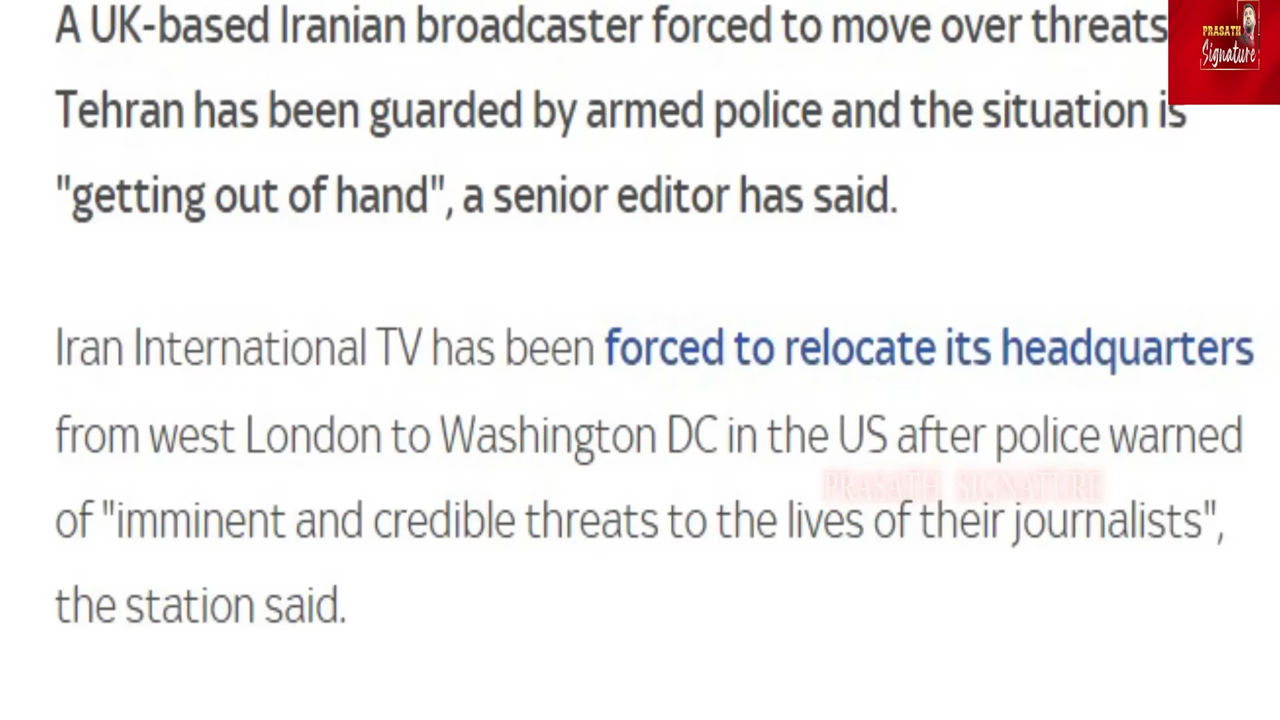 A UK-based Iranian broadcaster forced to move over threats
PRASATH
Signature
Tehran has been guarded by armed police and the situation is
"getting out of hand", a senior editor has said.
Iran International TV has been forced to relocate its headquarters
from west London to Washington DC in the US after police warned
PRASATH SIGNATURE
of "imminent and credible threats to the lives of their journalists",
the station said.